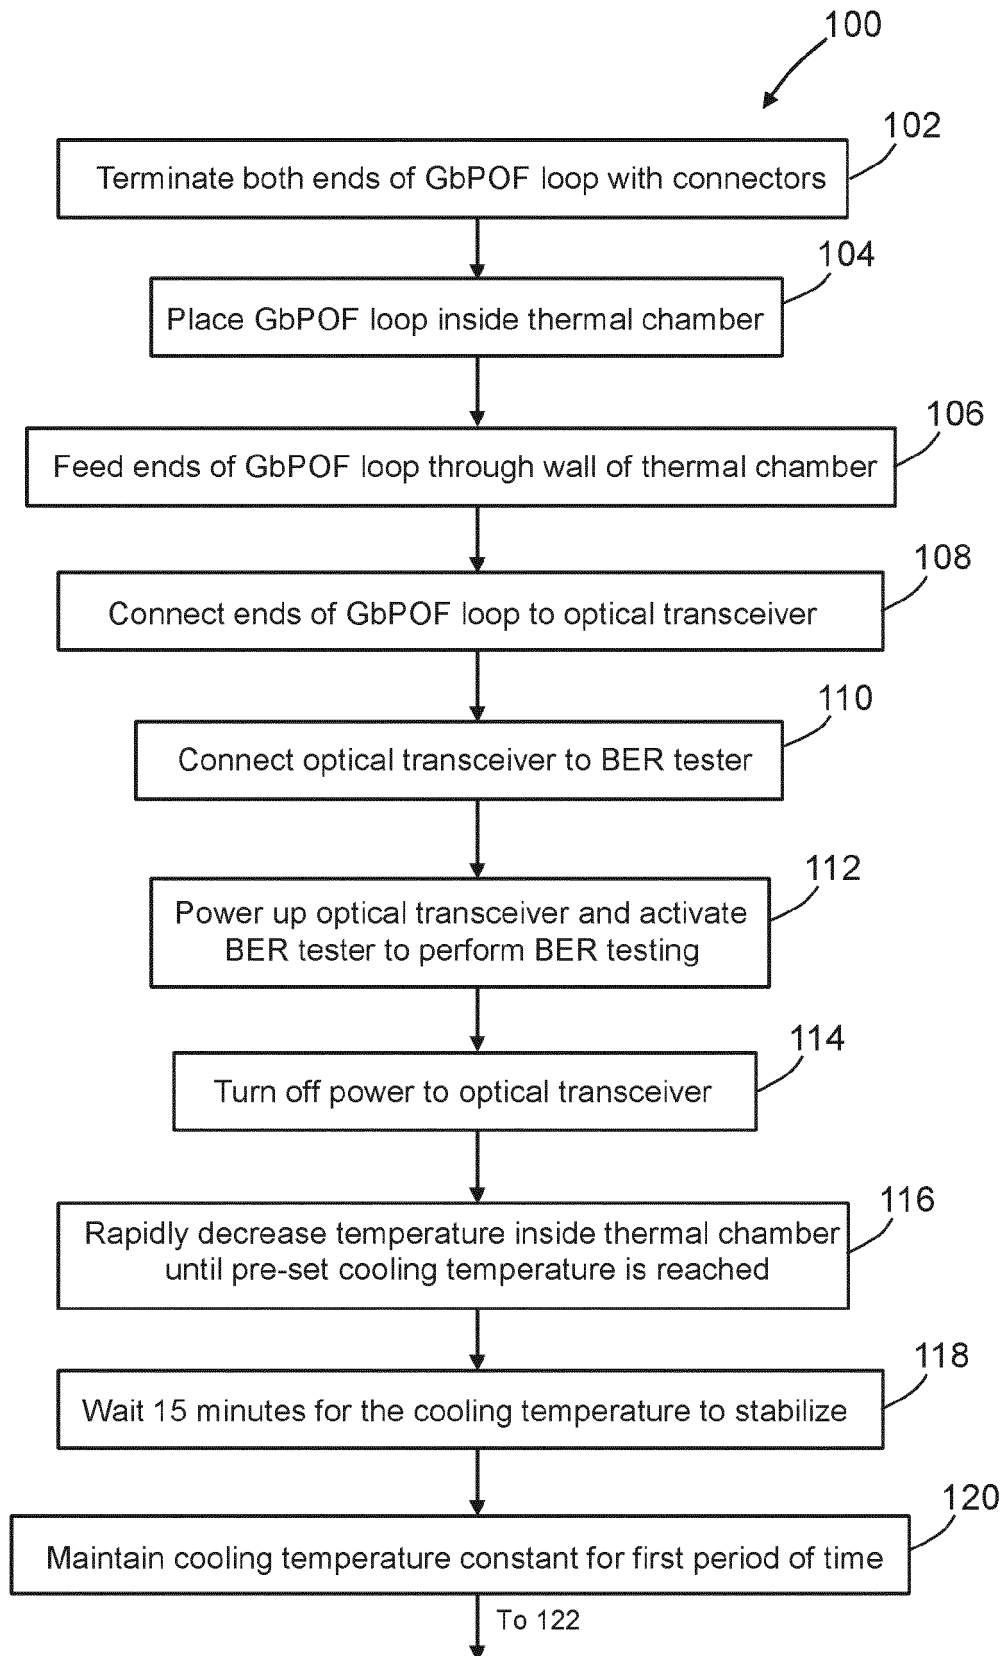 100
102
Terminate both ends of GbPOF loop with connectors
104
Place GbPOF loop inside thermal chamber
106
Feed ends of GbPOF loop through wall of thermal chamber
108
Connect ends of GbPOF loop to optical transceiver
110
Connect optical transceiver to BER tester
112
Power up optical transceiver and activate
BER tester to perform BER testing
114
Turn off power to optical transceiver
116
Rapidly decrease temperature inside thermal chamber
until pre-set cooling temperature is reached
118
Wait 15 minutes for the cooling temperature to stabilize
120
Maintain cooling temperature constant for first period of time
To 122